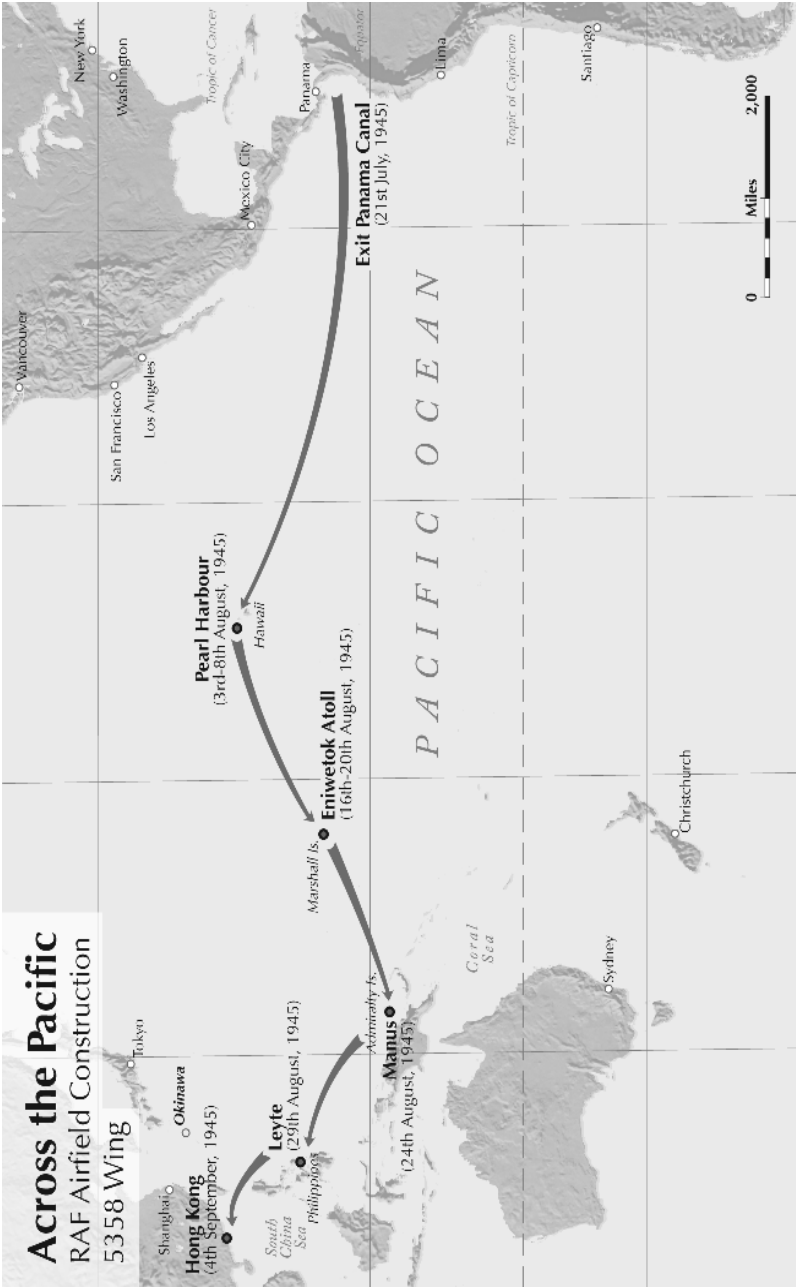 Across the Pacific
RAF Airfield Construction
5358 Wing
Vancouver
New York
Washington
San Francisco
Los Angeles
Tropic of Cancer
Mexico City
Panama
Exit Panama Canal
(21st July, 1945)
Equator
Lima
Tropic of Capricorn
Santiago
Pearl Harbour
(3rd-8th August, 1945)
Hawaii
Eniwetok Atoll
(16th-20th August, 1945)
Marshall Is.
Admiralty Is.
Manus
(24th August, 1945)
Leyte
(29th August, 1945)
Philippines
Hong Kong
(4th September, 1945)
Shanghai
Okinawa
Tokyo
South
China
Sea
Coral
Sea
PACIFIC OCEAN
Sydney
Christchurch
0 Miles 2,000